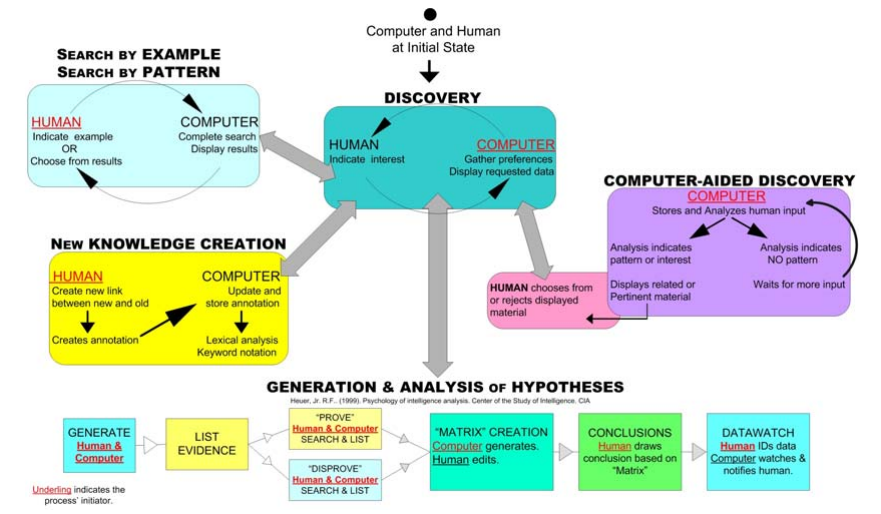 Computer and Human
at Initial State
SEARCH BY EXAMPLE
SEARCH BY PATTERN
HUMAN
Indicate example
OR
Choose from results
COMPUTER
Complete search
Display results
DISCOVERY
HUMAN
Indicate interest
COMPUTER
Gather preferences
Display requested data
COMPUTER-AIDED DISCOVERY
COMPUTER
Stores and Analyzes human input
Analysis indicates
pattern or interest
Displays related or
Pertinent material
Analysis indicates
NO pattern
Waits for more input
HUMAN chooses from
or rejects displayed
material
NEW KNOWLEDGE CREATION
HUMAN
Create new link
between new and old
Creates annotation
COMPUTER
Update and
store annotation
Lexical analysis
Keyword notation
GENERATION & ANALYSIS OF HYPOTHESES
Heuer, Jr. R.F.. (1999). Psychology of intelligence analysis. Center of the Study of Intelligence, CIA
GENERATE
Human &
Computer
LIST
EVIDENCE
“PROVE”
Human & Computer
SEARCH & LIST
“DISPROVE”
Human & Computer
SEARCH & LIST
“MATRIX” CREATION
Computer generates.
Human edits.
CONCLUSIONS
Human draws
conclusion based on
“Matrix”
DATAWATCH
Human IDs data
Computer watches &
notifies human.
Underling indicates the
process’ initiator.